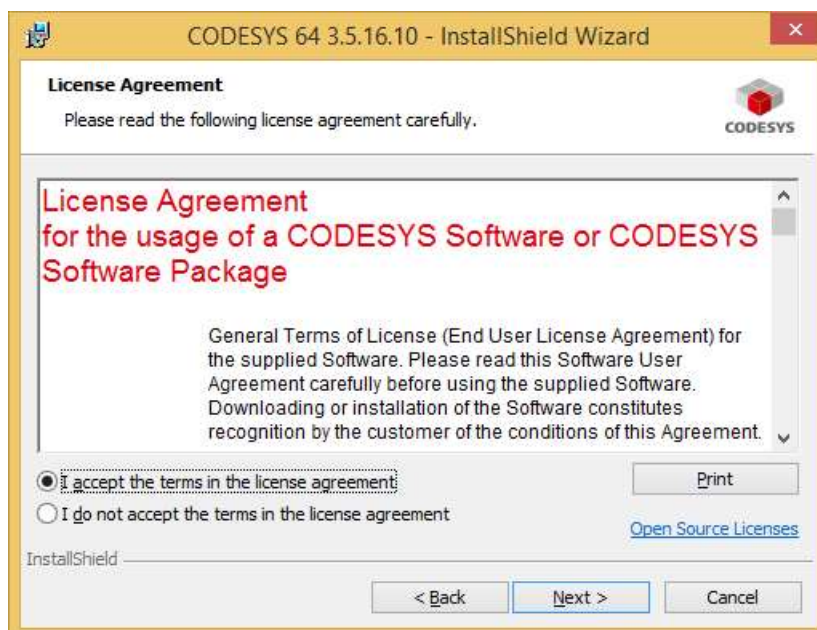 CODESYS 64 3.5.16.10 - InstallShield Wizard
License Agreement
Please read the following license agreement carefully.
CODESYS
License Agreement
for the usage of a CODESYS Software or CODESYS
Software Package
General Terms of License (End User License Agreement) for
the supplied Software. Please read this Software User
Agreement carefully before using the supplied Software.
Downloading or installation of the Software constitutes
recognition by the customer of the conditions of this Agreement.
I accept the terms in the license agreement
Print
I do not accept the terms in the license agreement
Open Source Licenses
InstallShield
< Back
Next >
Cancel